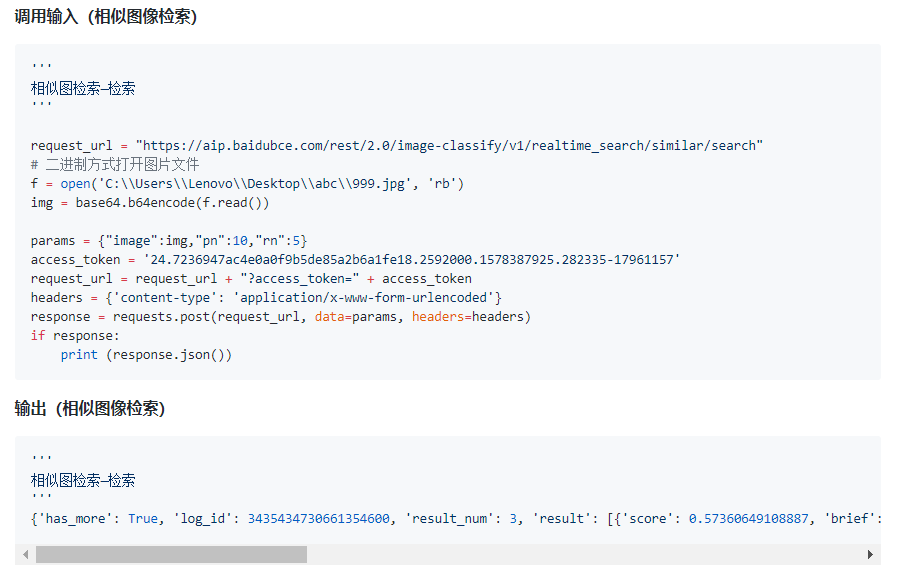 调用输入（相似图像检索）
'''
相似图检索—检索
'''
request_url = "https://aip.baidubce.com/rest/2.0/image-classify/v1/realtime_search/similar/search"
# 二进制方式打开图片文件
f = open('C:\\Users\\Lenovo\\Desktop\\abc\\999.jpg', 'rb')
img = base64.b64encode(f.read())
params = {"image":img,"pn":10,"rn":5}
access_token = '24.7236947ac4e0a0f9b5de85a2b6a1fe18.2592000.1578387925.282335-17961157'
request_url = request_url + "?access_token=" + access_token
headers = {'content-type': 'application/x-www-form-urlencoded'}
response = requests.post(request_url, data=params, headers=headers)
if response:
    print (response.json())
输出（相似图像检索）
'''
相似图检索—检索
'''
{'has_more': True, 'log_id': 3435434730661354600, 'result_num': 3, 'result': [{'score': 0.57360649108887, 'brief':